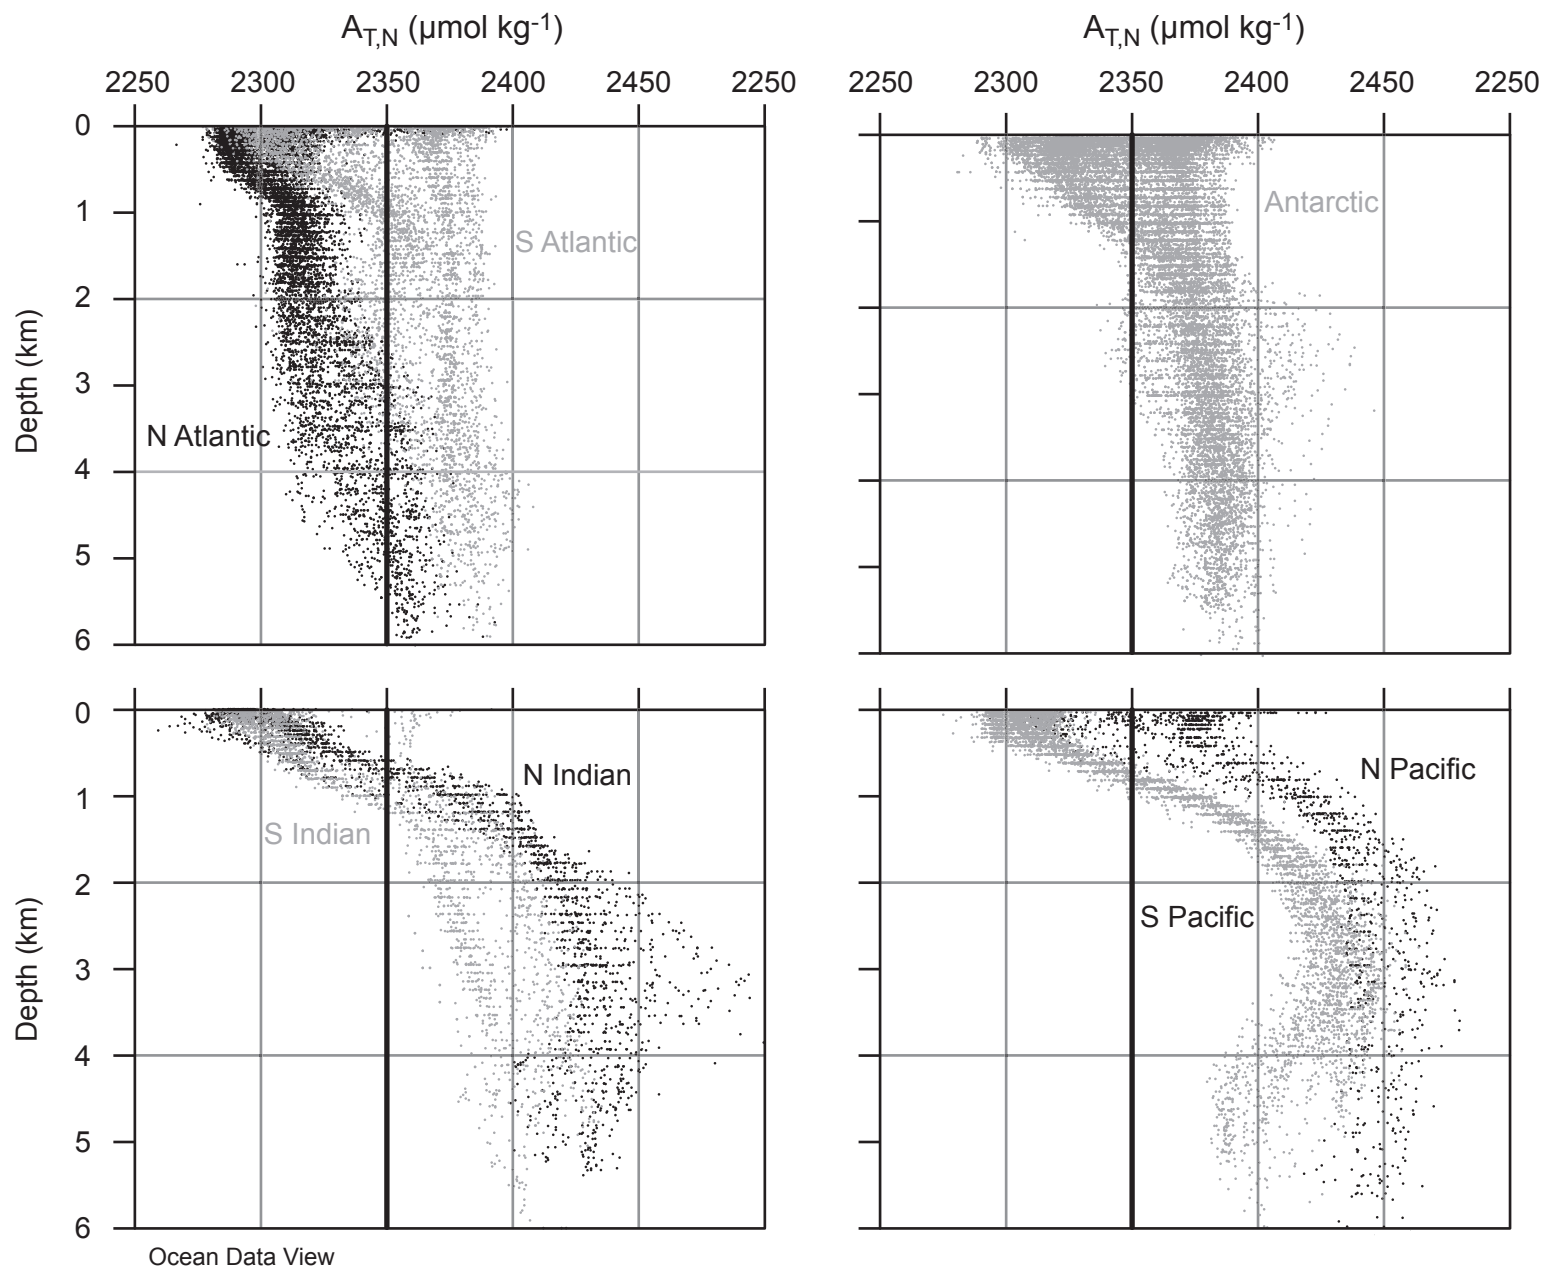 A_T,N (μmol kg⁻¹) A_T,N (μmol kg⁻¹)
2250 2300 2350 2400 2450 2250 2250 2300 2350 2400 2450 2250
0
1
2
3
4
5
6
Depth (km)
S Atlantic
N Atlantic
Antarctic
0
1
2
3
4
5
6
Depth (km)
N Indian
S Indian
N Pacific
S Pacific
Ocean Data View